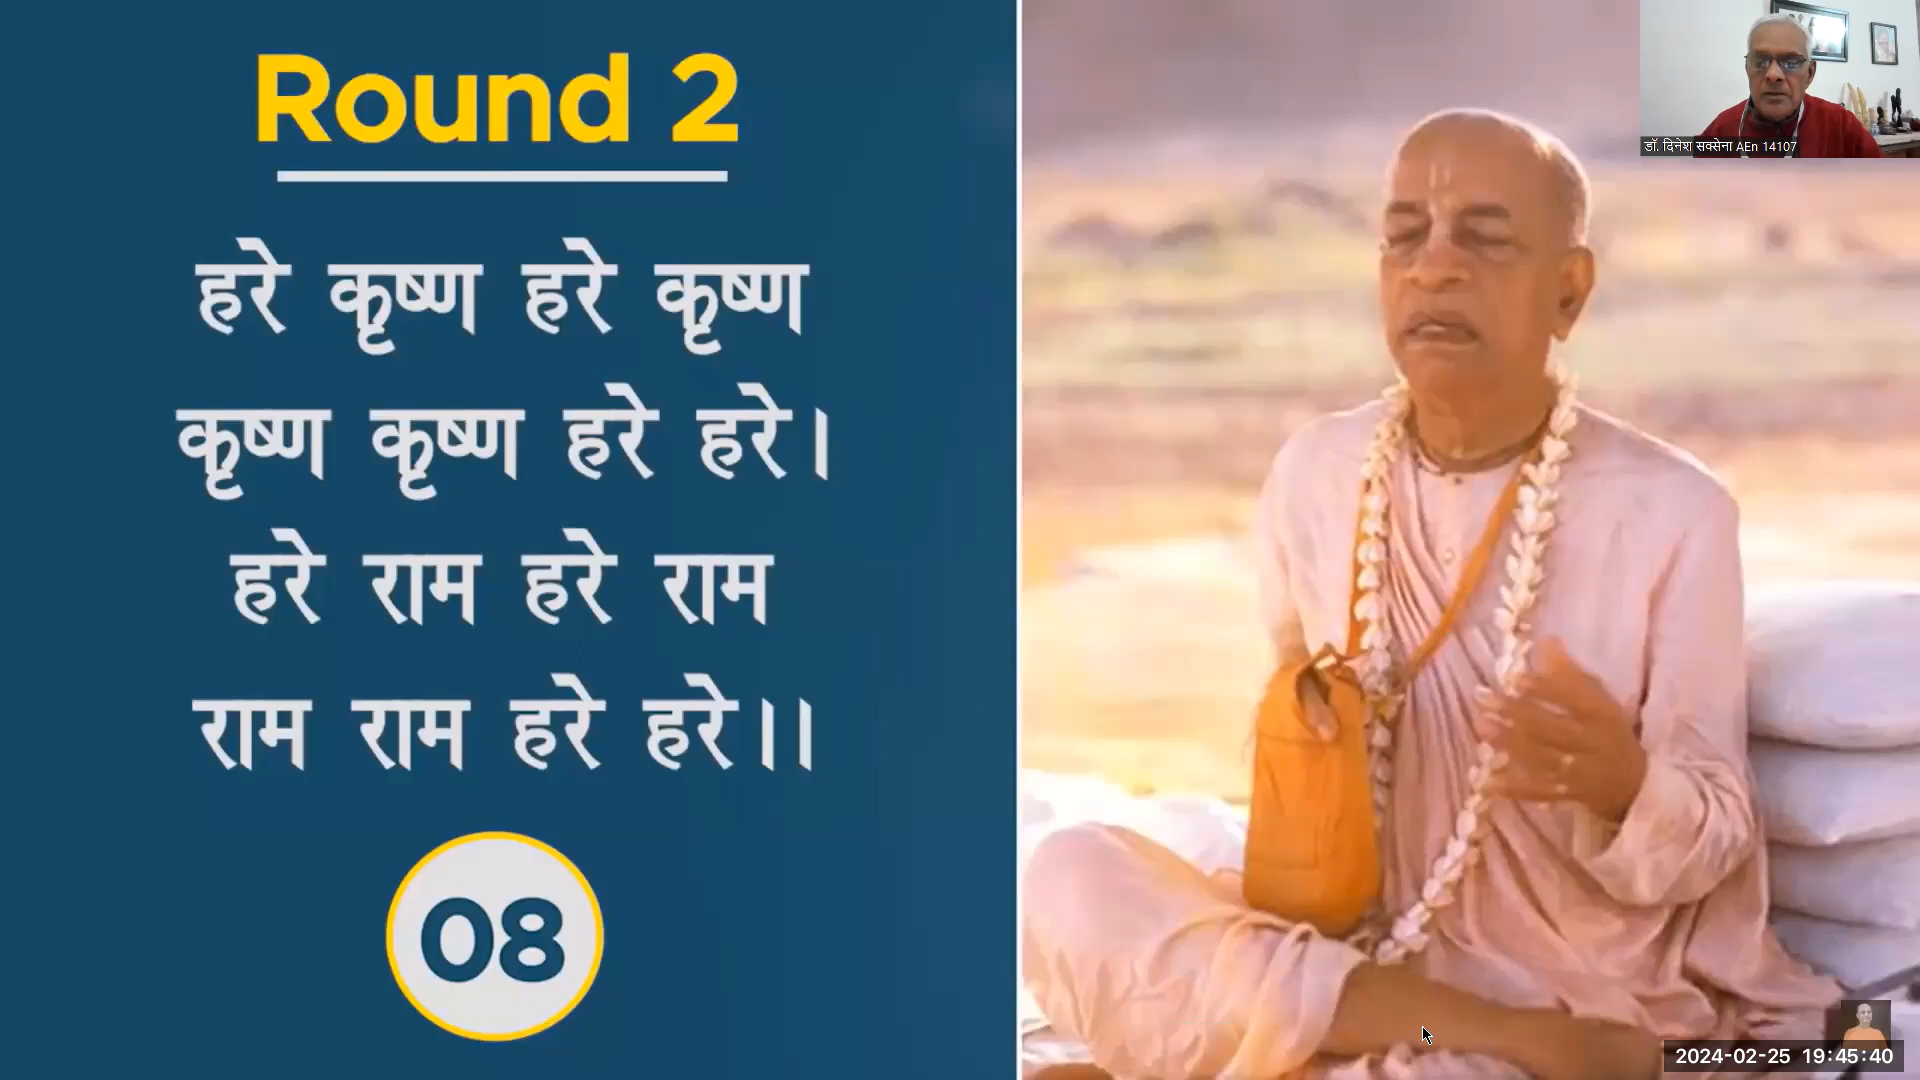 Round 2
हरे कृष्ण हरे कृष्ण
कृष्ण कृष्ण हरे हरे।
हरे राम हरे राम
राम राम हरे हरे।।
08
डॉ. दिनेश सक्सेना AEn 14107
2024-02-25 19:45:40